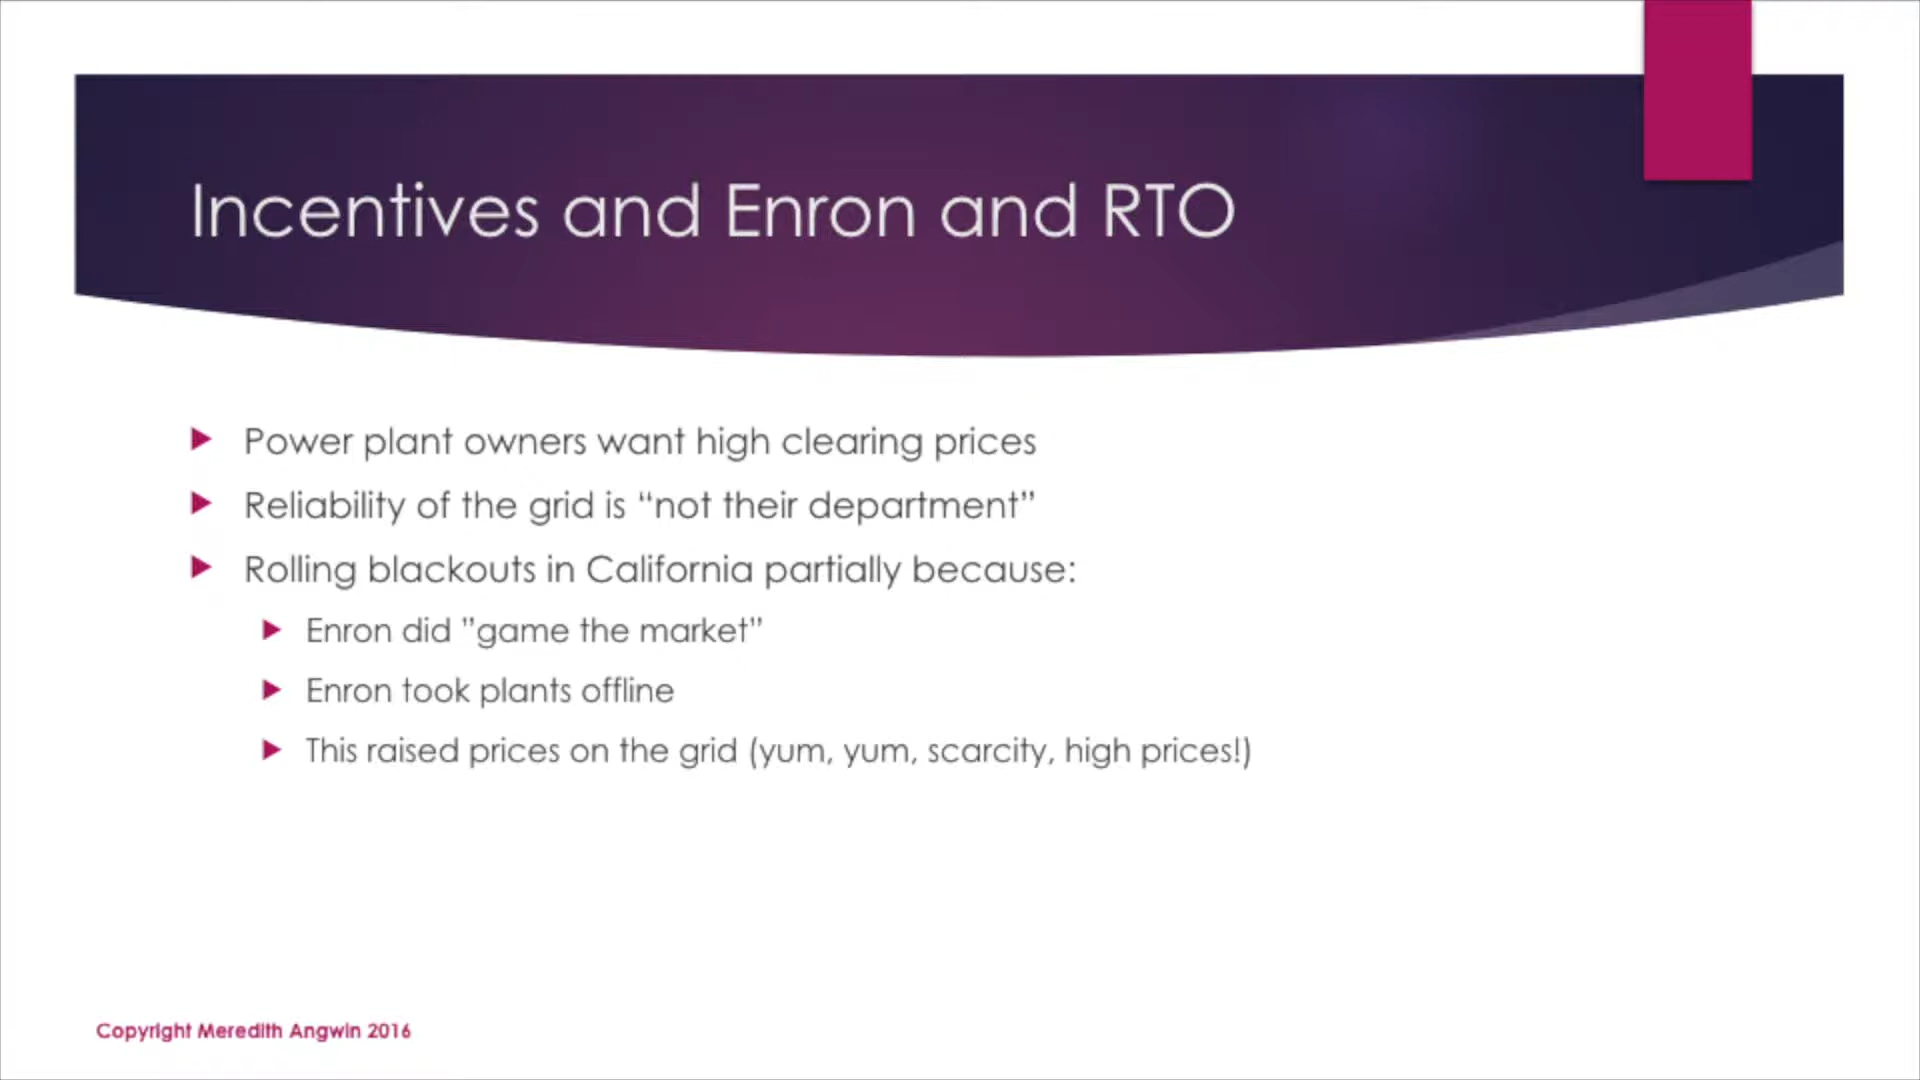 Incentives and Enron and RTO
Power plant owners want high clearing prices
Reliability of the grid is “not their department”
Rolling blackouts in California partially because:
Enron did ”game the market”
Enron took plants offline
This raised prices on the grid (yum, yum, scarcity, high prices!)
Copyright Meredith Angwin 2016